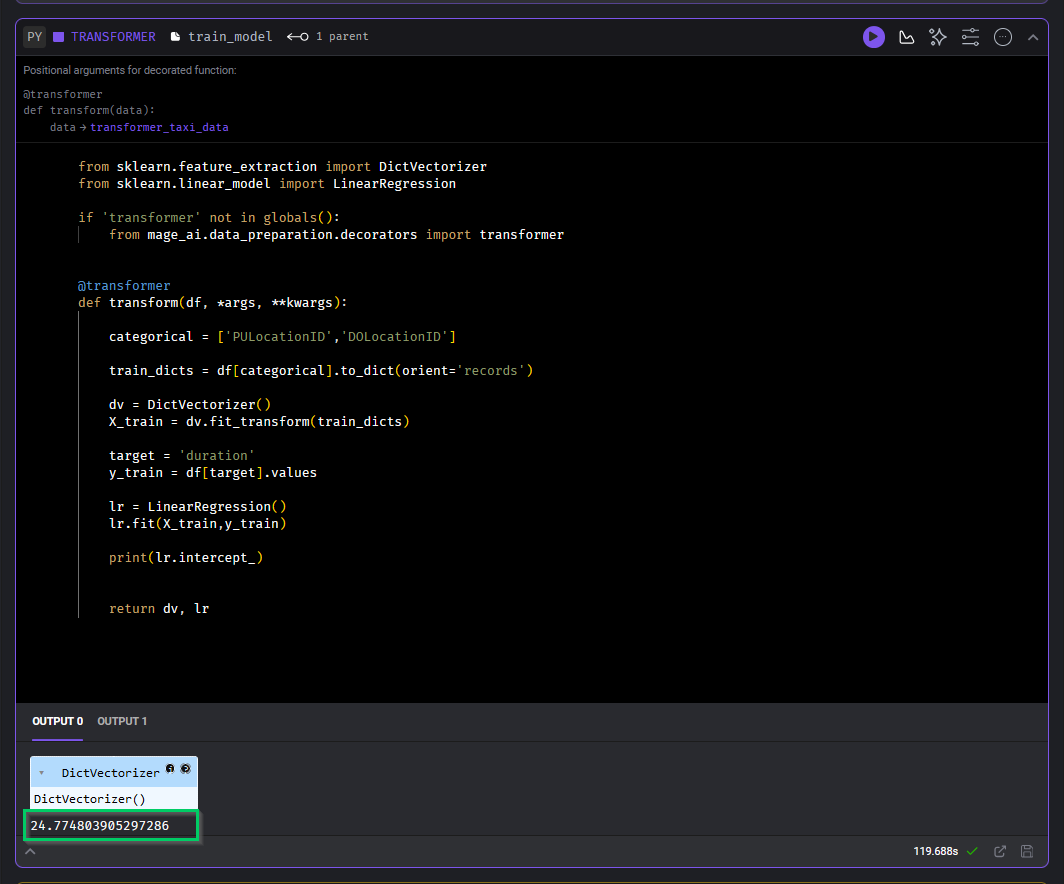 PY TRANSFORMER train_model 1 parent
Positional arguments for decorated function:
@transformer
def transform(data):
    data → transformer_taxi_data
from sklearn.feature_extraction import DictVectorizer
from sklearn.linear_model import LinearRegression
if 'transformer' not in globals():
    from mage_ai.data_preparation.decorators import transformer
@transformer
def transform(df, *args, **kwargs):
    categorical = ['PULocationID','DOLocationID']
    train_dicts = df[categorical].to_dict(orient='records')
    dv = DictVectorizer()
    X_train = dv.fit_transform(train_dicts)
    target = 'duration'
    y_train = df[target].values
    lr = LinearRegression()
    lr.fit(X_train,y_train)
    print(lr.intercept_)
    return dv, lr
OUTPUT 0 OUTPUT 1
DictVectorizer i ?
DictVectorizer()
24.774803905297286
119.688s